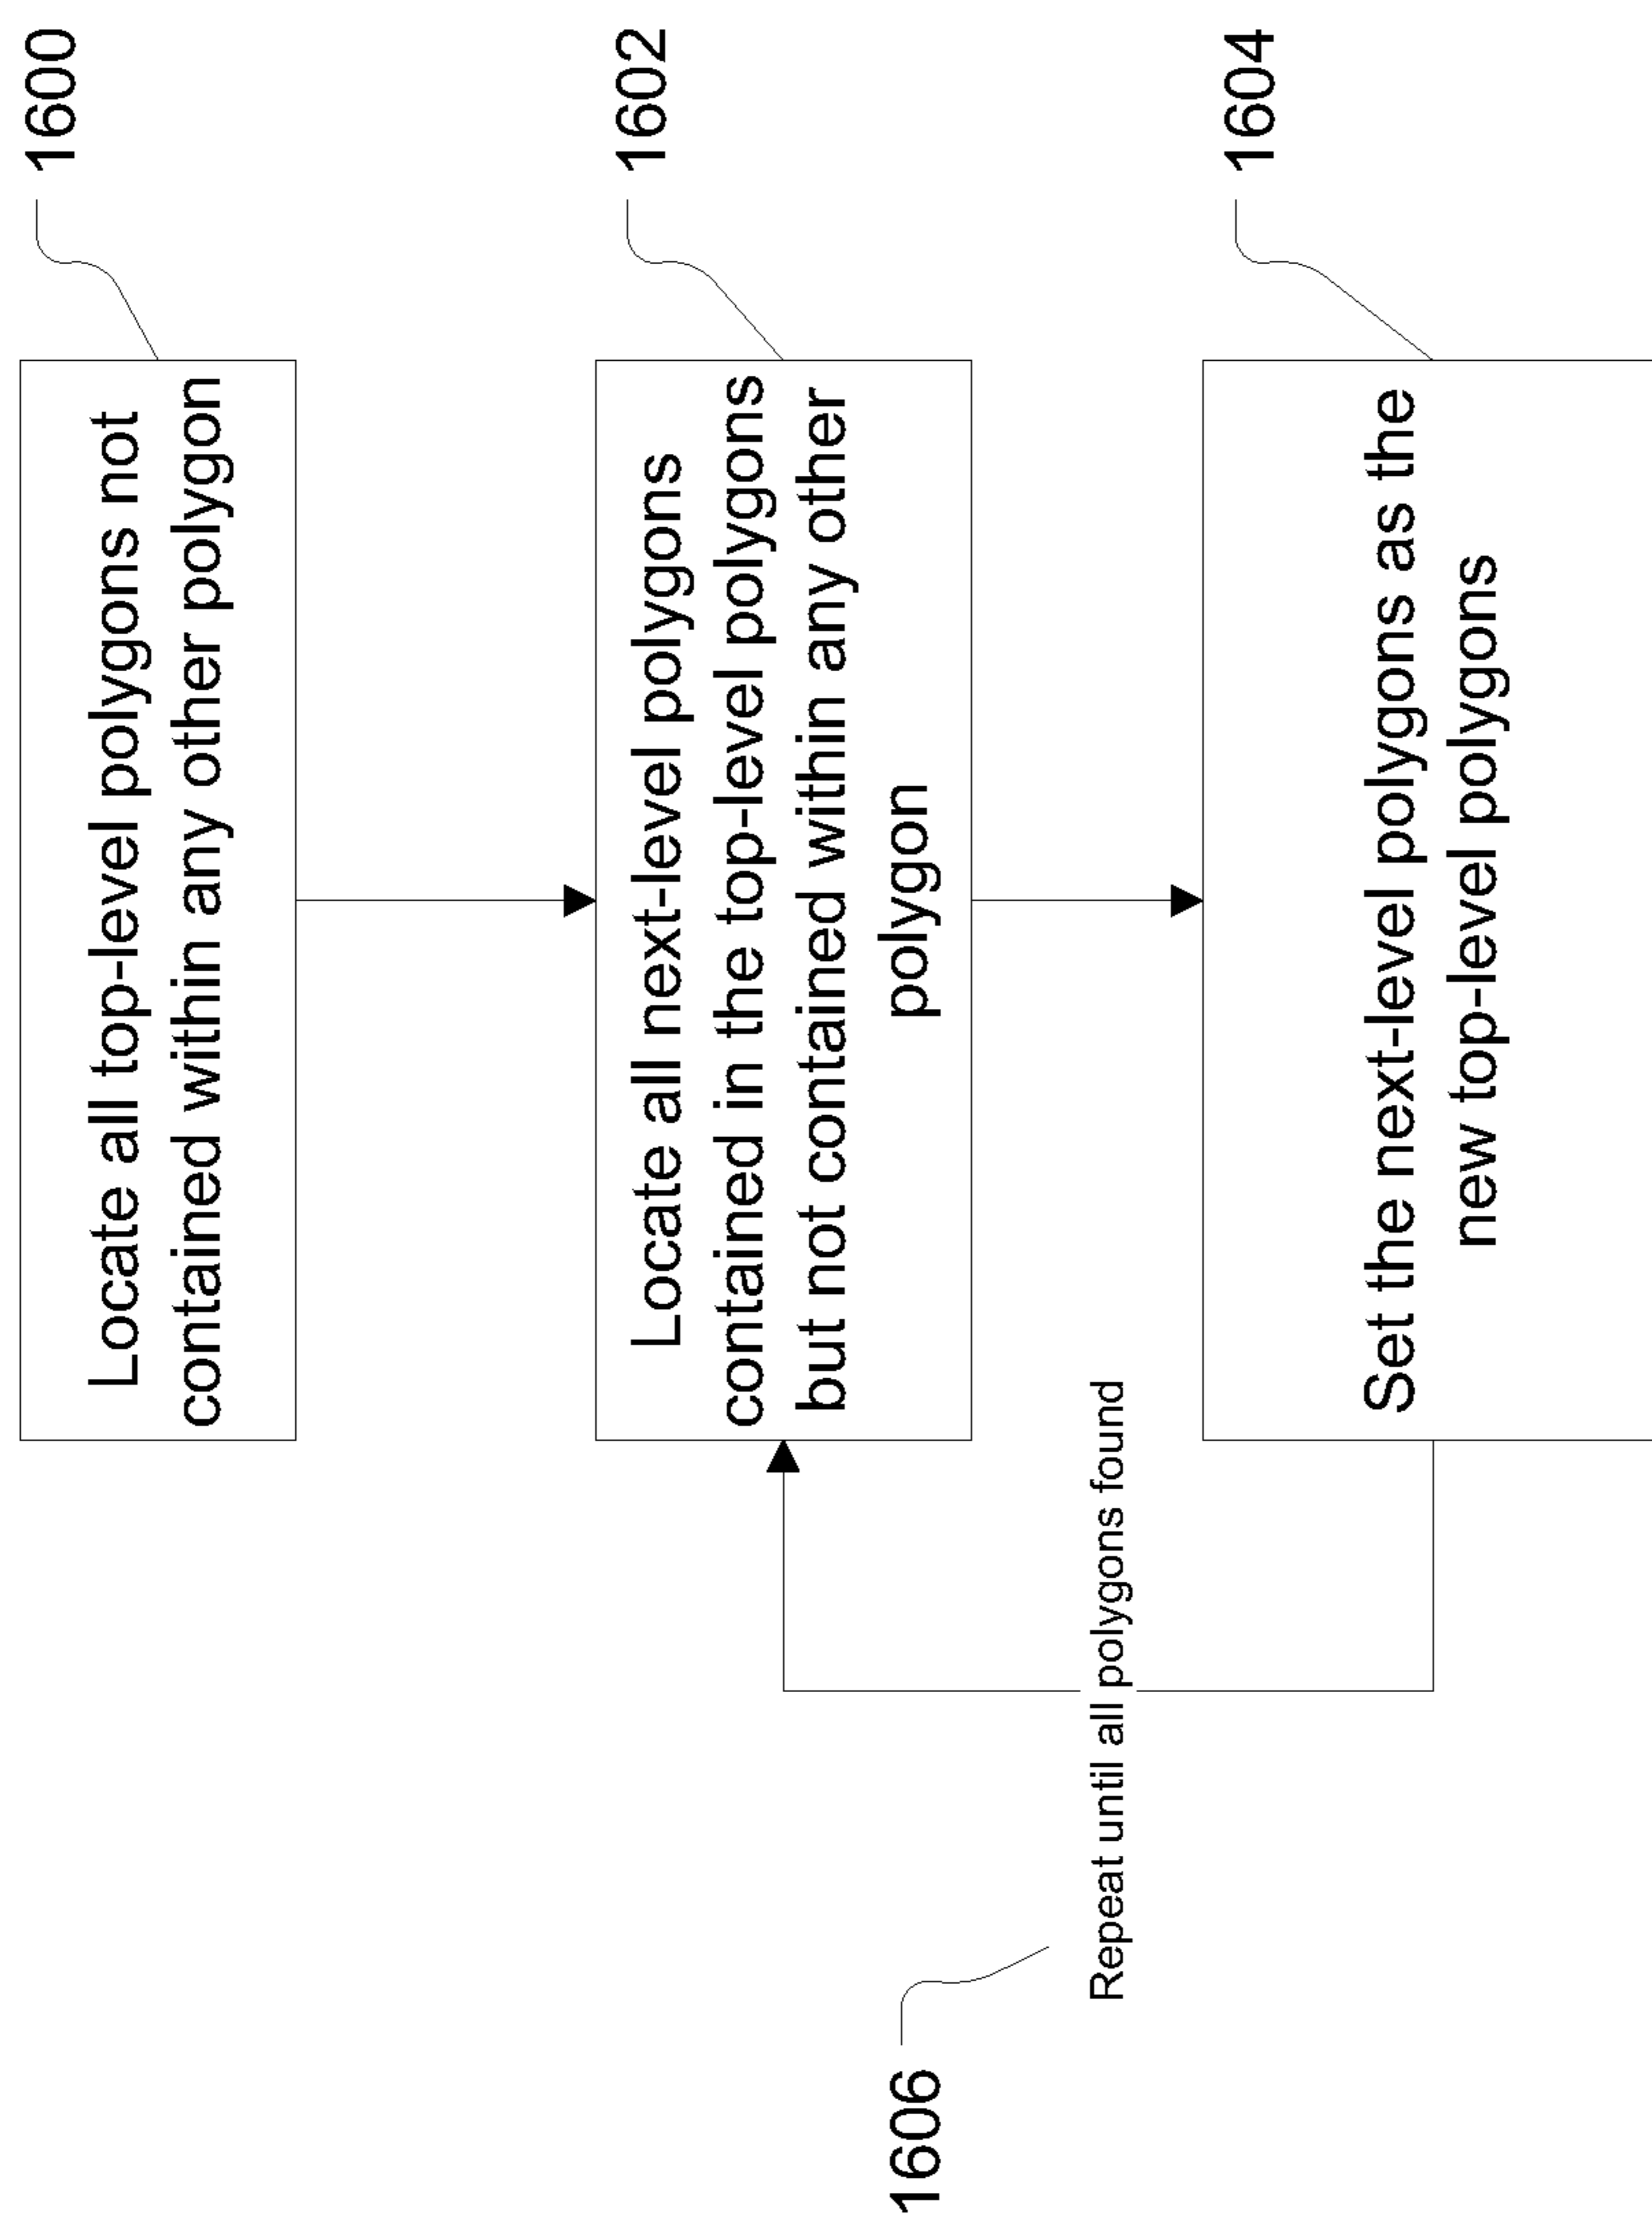 1600
Locate all top-level polygons not
contained within any other polygon
1602
Locate all next-level polygons
contained in the top-level polygons
but not contained within any other
polygon
1604
Set the next-level polygons as the
new top-level polygons
Repeat until all polygons found
1606